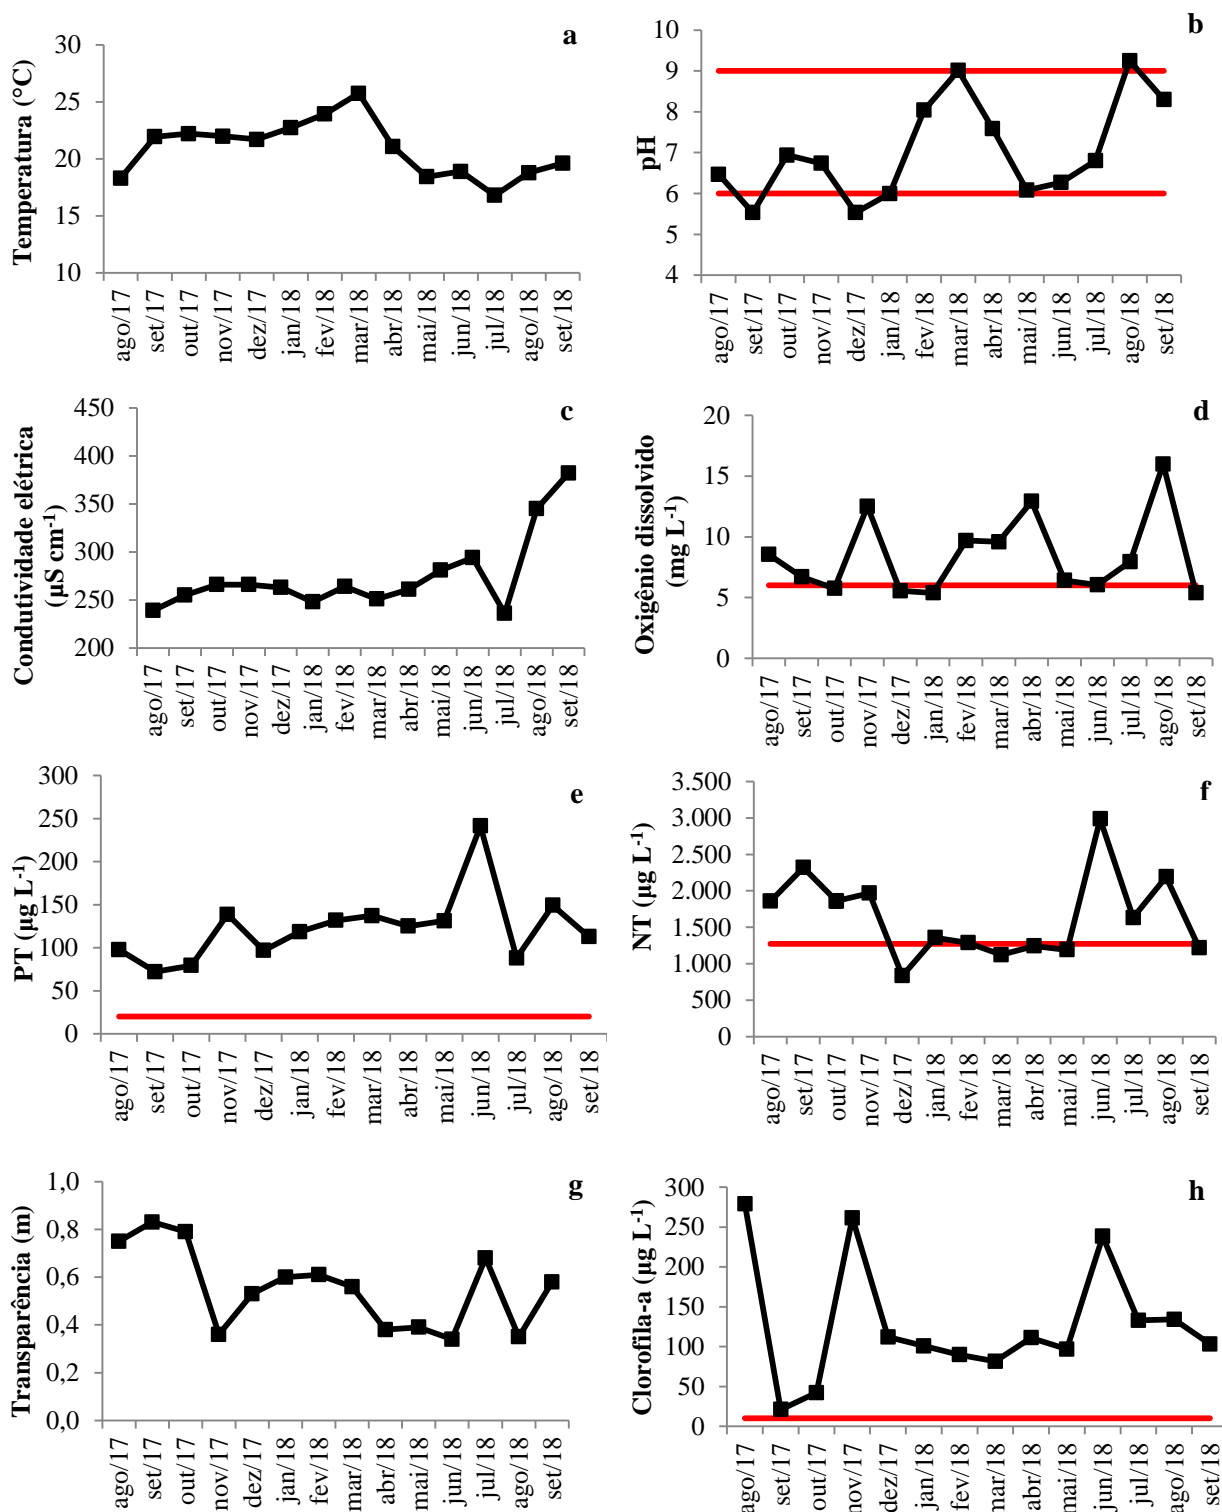 a
Temperatura (°C)
30
25
20
15
10
ago/17
set/17
out/17
nov/17
dez/17
jan/18
fev/18
mar/18
abr/18
mai/18
jun/18
jul/18
ago/18
set/18
b
pH
10
9
8
7
6
5
4
ago/17
set/17
out/17
nov/17
dez/17
jan/18
fev/18
mar/18
abr/18
mai/18
jun/18
jul/18
ago/18
set/18
c
Condutividade elétrica
(µS cm-1)
450
400
350
300
250
200
ago/17
set/17
out/17
nov/17
dez/17
jan/18
fev/18
mar/18
abr/18
mai/18
jun/18
jul/18
ago/18
set/18
d
Oxigênio dissolvido
(mg L-1)
20
15
10
5
0
ago/17
set/17
out/17
nov/17
dez/17
jan/18
fev/18
mar/18
abr/18
mai/18
jun/18
jul/18
ago/18
set/18
e
PT (µg L-1)
300
250
200
150
100
50
0
ago/17
set/17
out/17
nov/17
dez/17
jan/18
fev/18
mar/18
abr/18
mai/18
jun/18
jul/18
ago/18
set/18
f
NT (µg L-1)
3.500
3.000
2.500
2.000
1.500
1.000
500
0
ago/17
set/17
out/17
nov/17
dez/17
jan/18
fev/18
mar/18
abr/18
mai/18
jun/18
jul/18
ago/18
set/18
g
Transparência (m)
1,0
0,8
0,6
0,4
0,2
0,0
ago/17
set/17
out/17
nov/17
dez/17
jan/18
fev/18
mar/18
abr/18
mai/18
jun/18
jul/18
ago/18
set/18
h
Clorofila-a (µg L-1)
300
250
200
150
100
50
0
ago/17
set/17
out/17
nov/17
dez/17
jan/18
fev/18
mar/18
abr/18
mai/18
jun/18
jul/18
ago/18
set/18